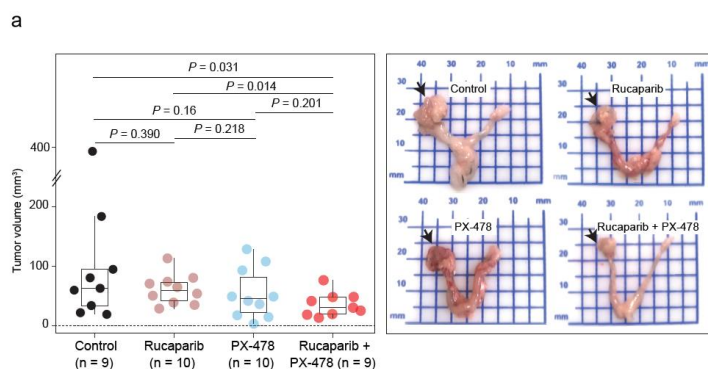 a
P = 0.031
P = 0.014
P = 0.16
P = 0.201
P = 0.390
P = 0.218
400
200
100
0
Tumor volume (mm³)
Control
(n = 9)
Rucaparib
(n = 10)
PX-478
(n = 10)
Rucaparib +
PX-478 (n = 9)
40 30 20 10
mm
30
20
10
mm
Control
40 30 20 10
mm
30
20
10
mm
Rucaparib
40 30 20 10
30
20
10
mm
PX-478
40 30 20 10
mm
30
20
10
mm
Rucaparib + PX-478